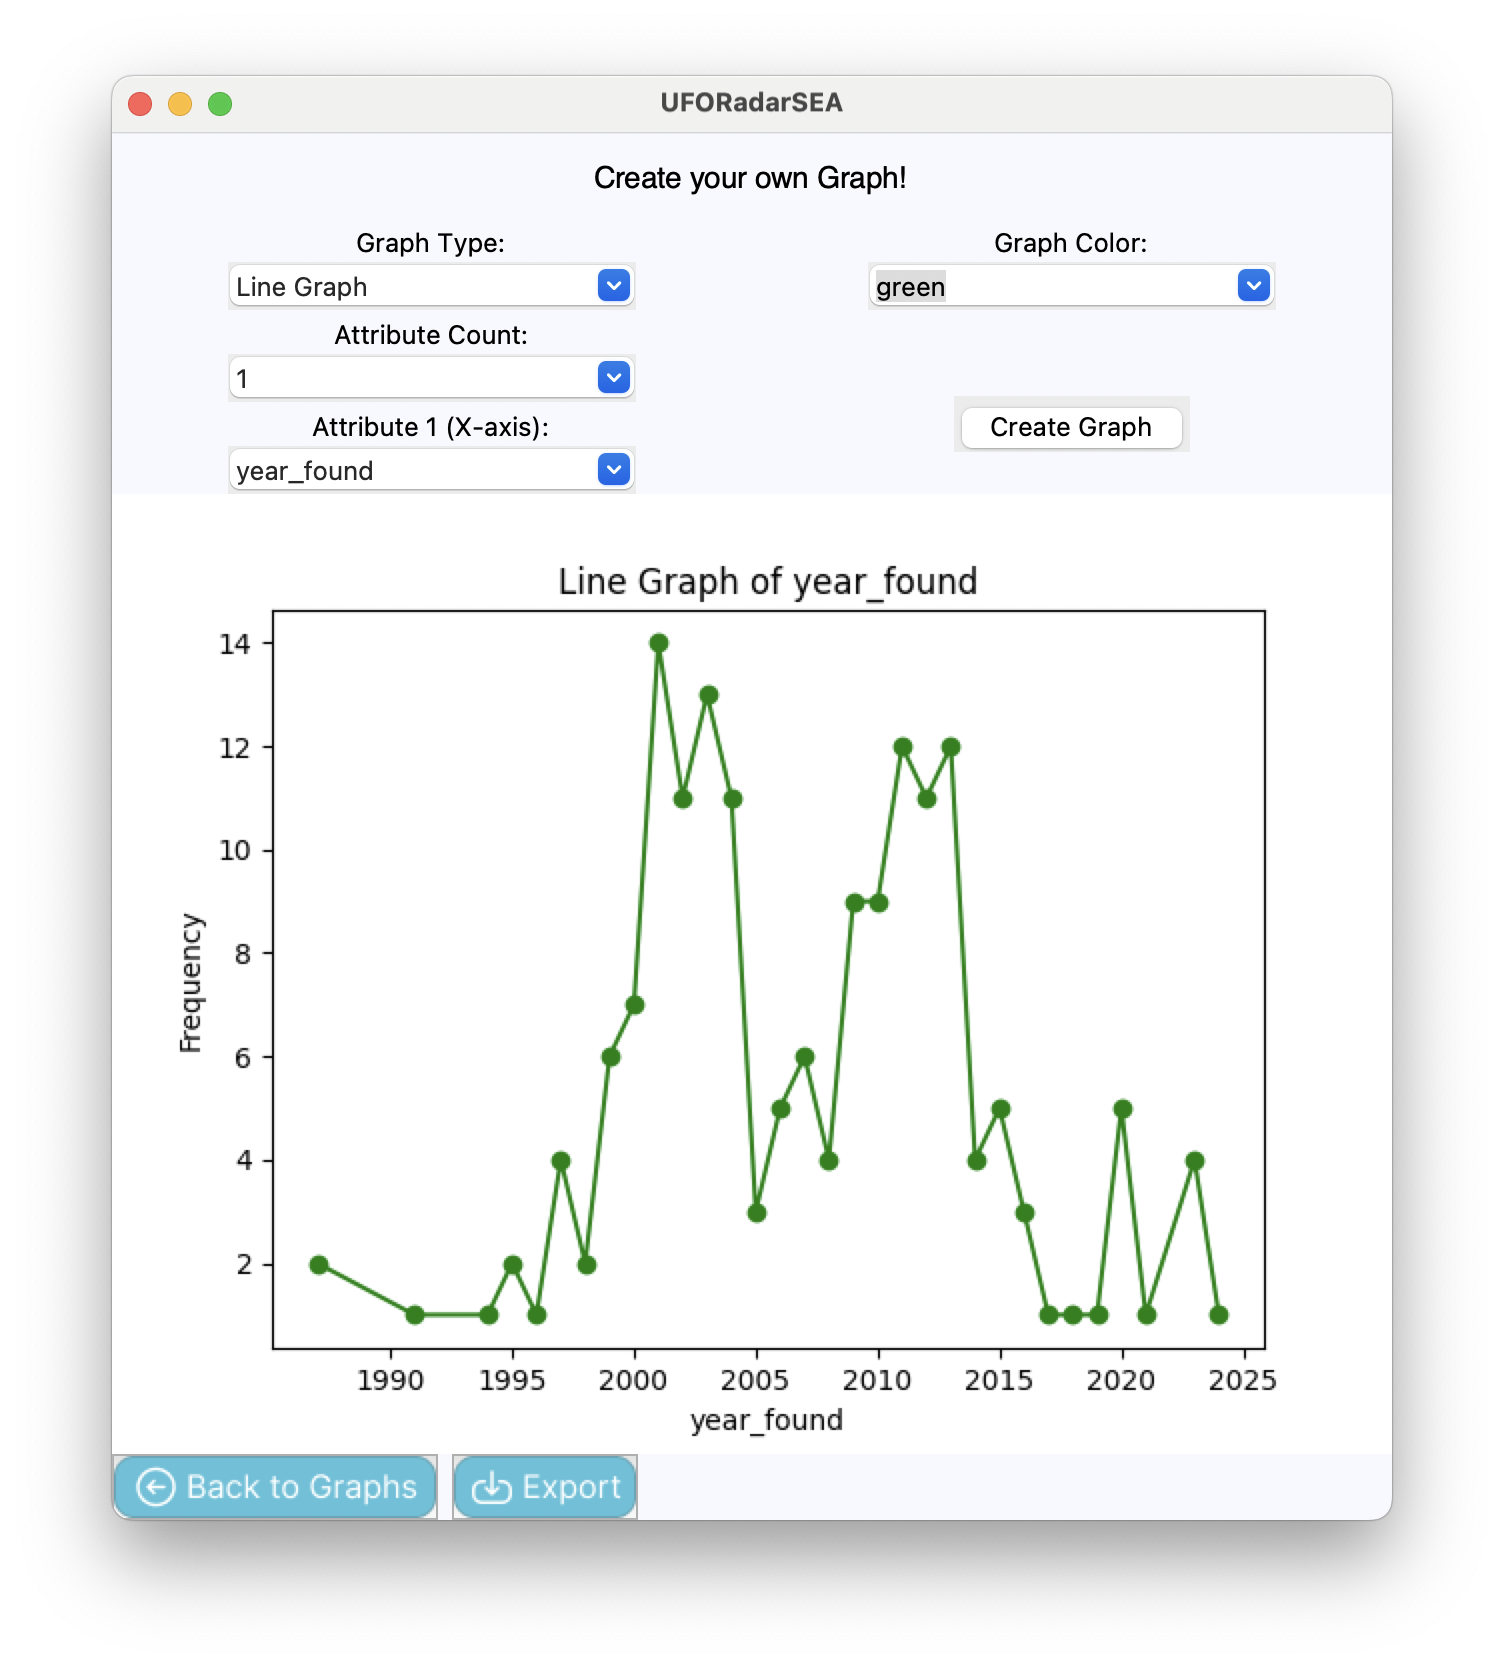 UFORadarSEA
Create your own Graph!
Graph Type:
Graph Color:
Line Graph
green
Attribute Count:
1
Attribute 1 (X-axis):
Create Graph
year_found
Line Graph of year_found
14
12
10
8
6
4
2
Frequency
1990 1995 2000 2005 2010 2015 2020 2025
year_found
Back to Graphs
Export